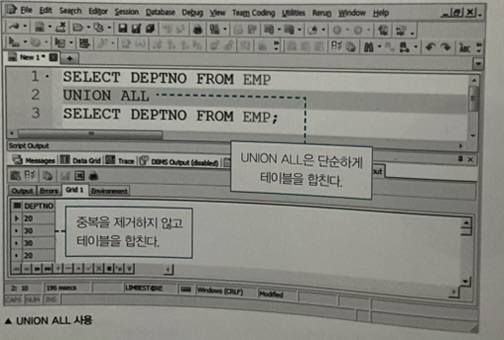 File Edit Search Editor Session Database Debug View Team Coding Utilities Rerun Window Help
New 1 *
1 SELECT DEPTNO FROM EMP
2 UNION ALL
3 SELECT DEPTNO FROM EMP;
Script Output
UNION ALL은 단순하게
테이블을 합친다.
Messages Data Grid Trace DBMS Output (disabled)
Output Errors Grid 1 Environment
DEPTNO
20
30
30
20
중복을 제거하지 않고
테이블을 합친다.
2: 10 196 msecs Windows (CRLF) Modified
CAPS NUM INS
▲ UNION ALL 사용